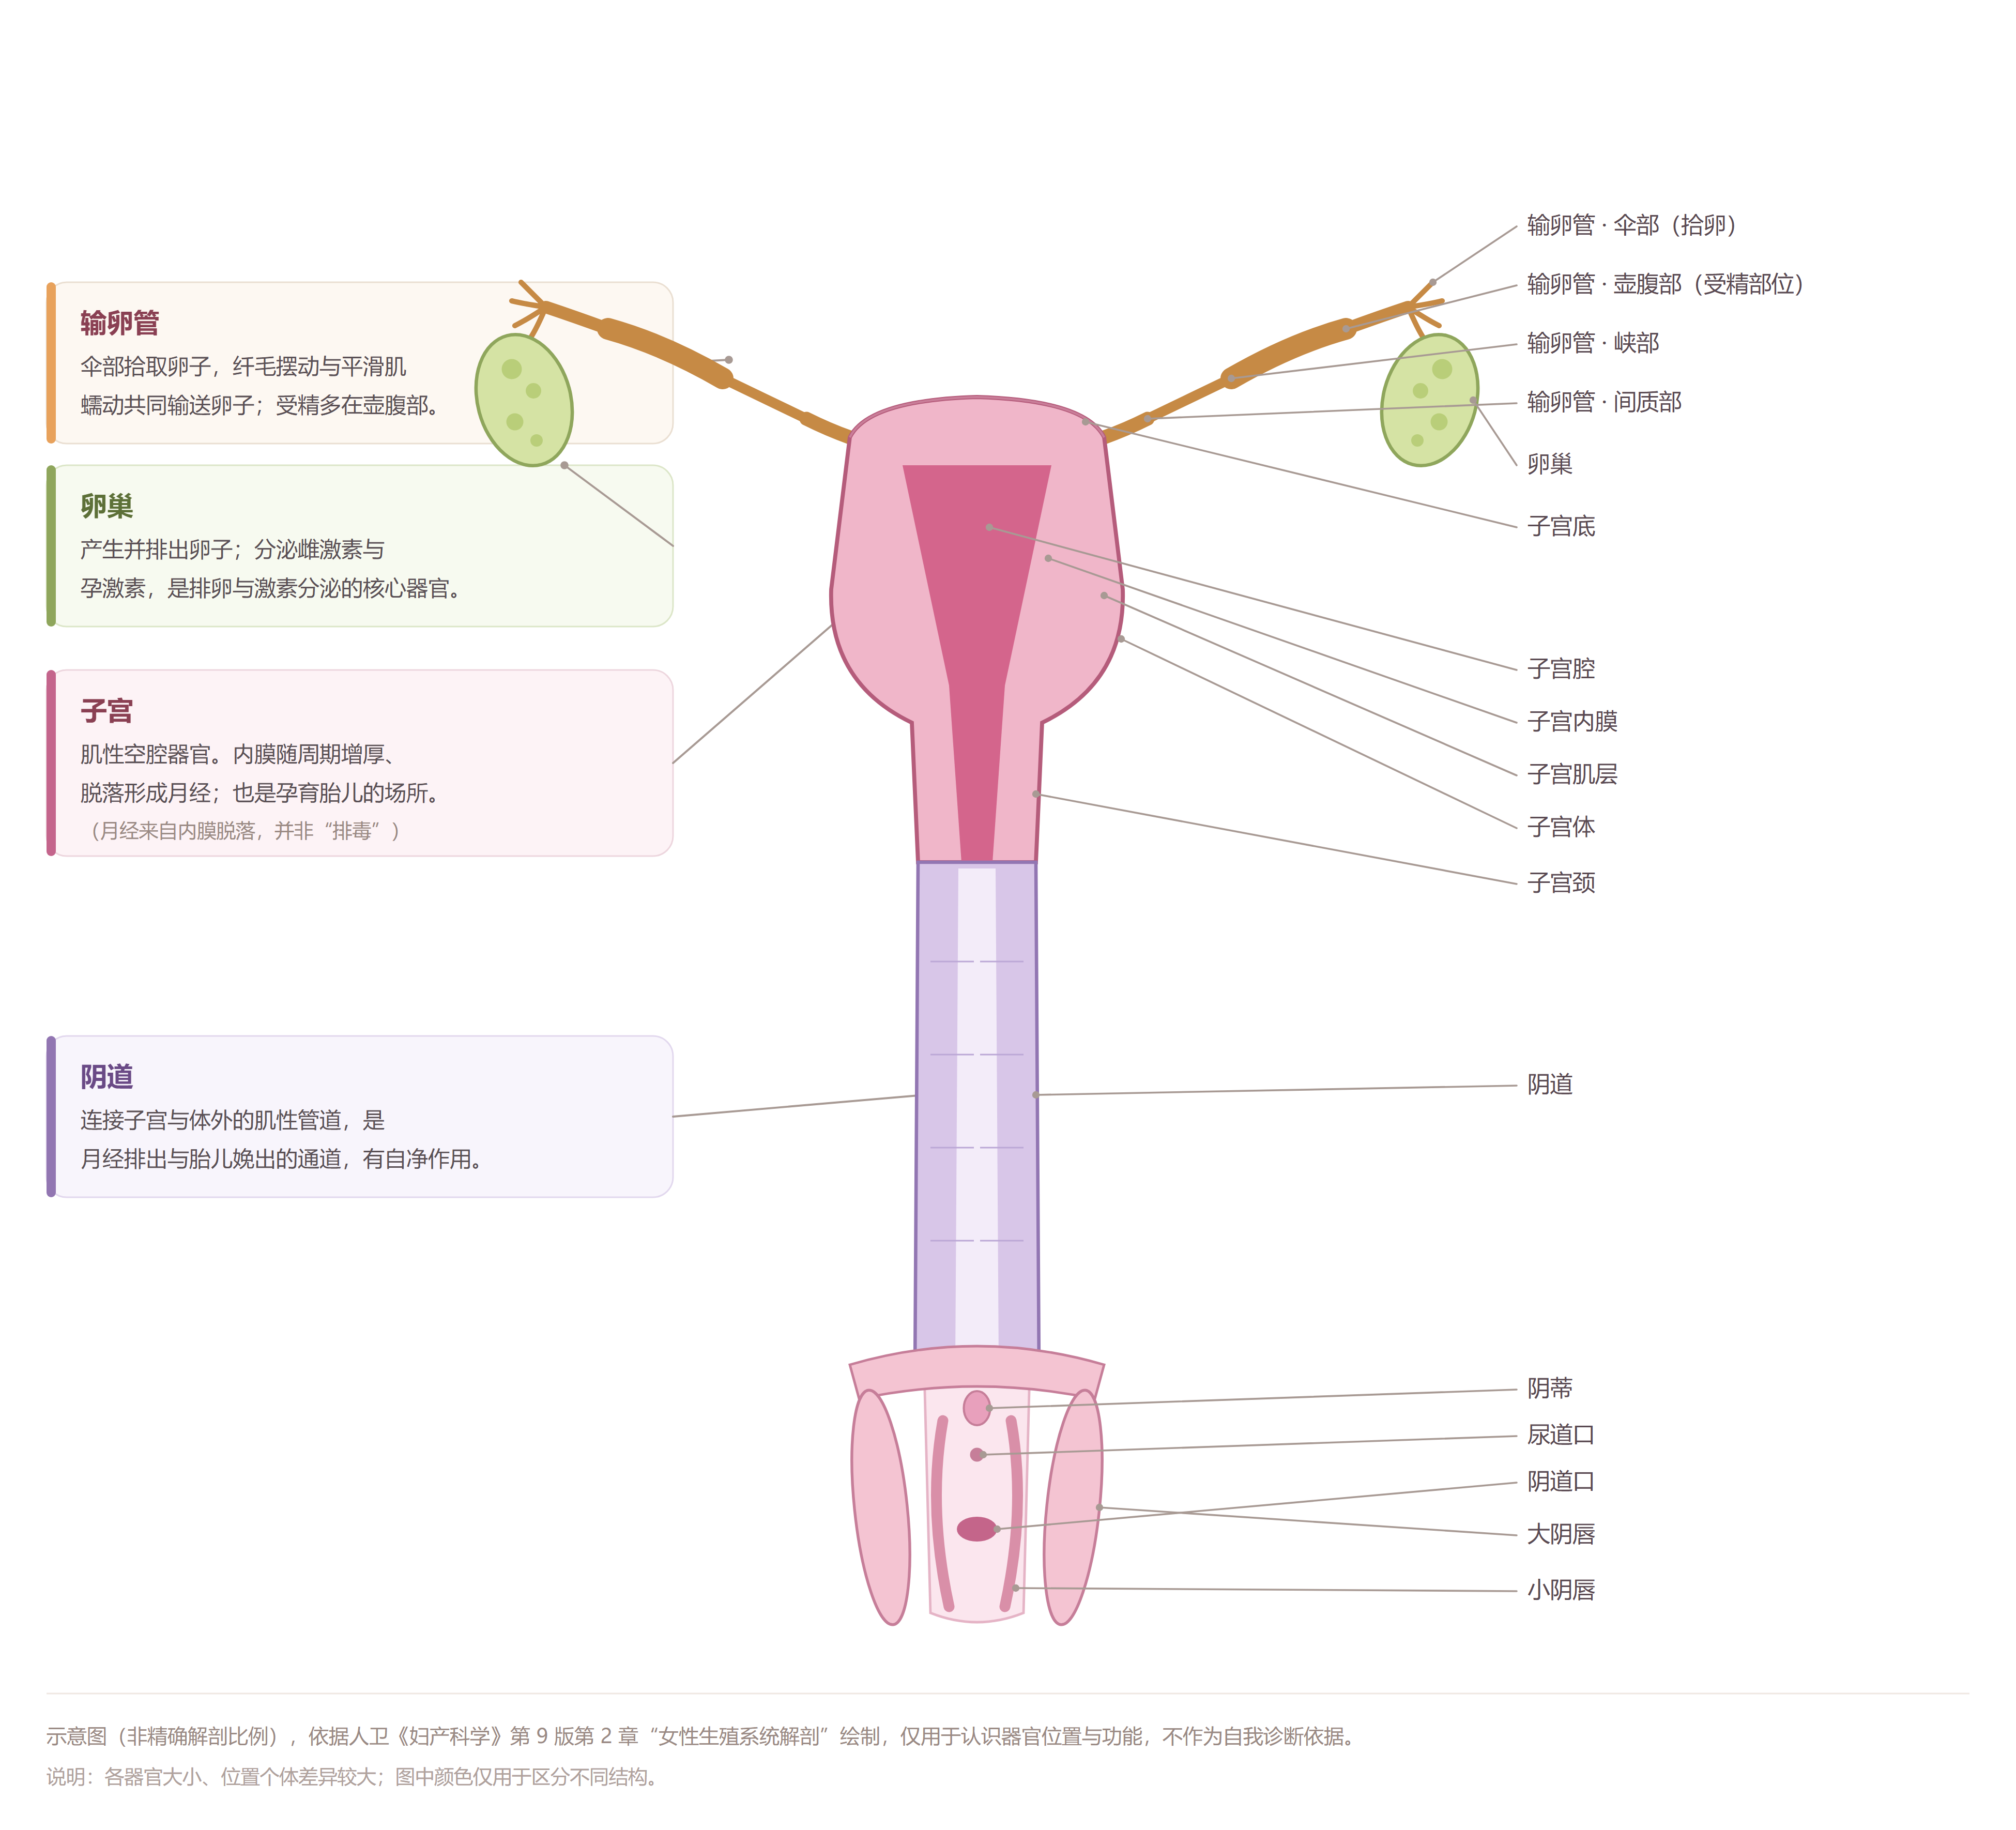 输卵管
伞部拾取卵子，纤毛摆动与平滑肌
蠕动共同输送卵子；受精多在壶腹部。
卵巢
产生并排出卵子；分泌雌激素与
孕激素，是排卵与激素分泌的核心器官。
子宫
肌性空腔器官。内膜随周期增厚、
脱落形成月经；也是孕育胎儿的场所。
（月经来自内膜脱落，并非“排毒”）
阴道
连接子宫与体外的肌性管道，是
月经排出与胎儿娩出的通道，有自净作用。
输卵管 · 伞部（拾卵）
输卵管 · 壶腹部（受精部位）
输卵管 · 峡部
输卵管 · 间质部
卵巢
子宫底
子宫腔
子宫内膜
子宫肌层
子宫体
子宫颈
阴道
阴蒂
尿道口
阴道口
大阴唇
小阴唇
示意图（非精确解剖比例），依据人卫《妇产科学》第 9 版第 2 章“女性生殖系统解剖”绘制，仅用于认识器官位置与功能，不作为自我诊断依据。
说明：各器官大小、位置个体差异较大；图中颜色仅用于区分不同结构。